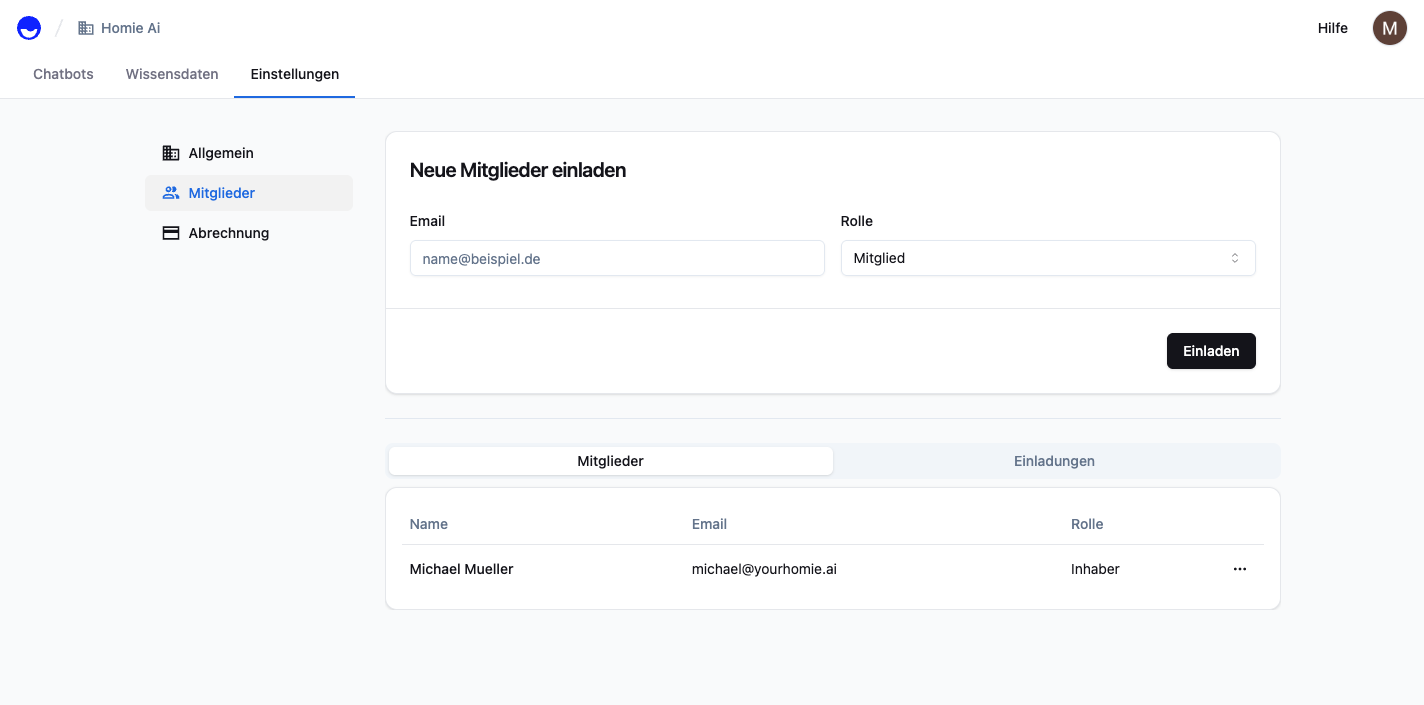 / Homie Ai Hilfe M
Chatbots Wissensdaten Einstellungen
Allgemein
Mitglieder
Abrechnung
Neue Mitglieder einladen
Email Rolle
name@beispiel.de Mitglied
Einladen
Mitglieder Einladungen
Name Email Rolle
Michael Mueller michael@yourhomie.ai Inhaber ...